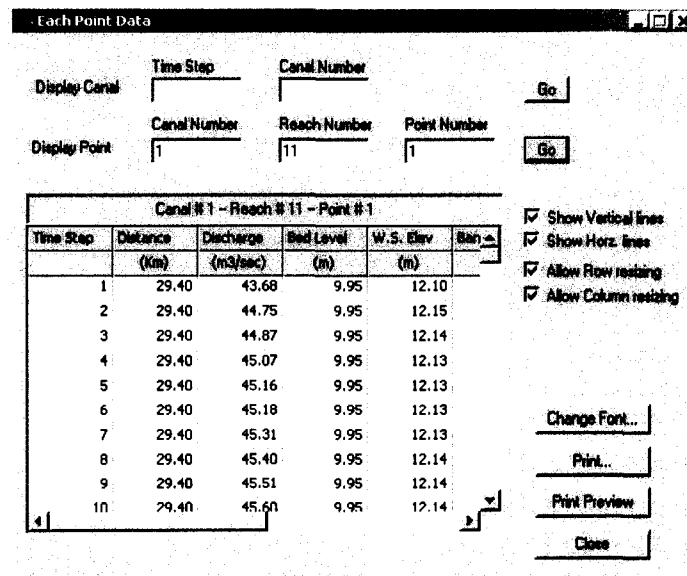 Each Point Data
Time Step Canal Number
Display Canal Go
Canal Number Reach Number Point Number
Display Point 1 11 1 Go
Canal # 1 - Reach # 11 - Point # 1
Time Step Distance Discharge Bed Level W.S. Elev Ban
(Km) (m3/sec) (m) (m)
1 29.40 43.68 9.95 12.10
2 29.40 44.75 9.95 12.15
3 29.40 44.87 9.95 12.14
4 29.40 45.07 9.95 12.13
5 29.40 45.16 9.95 12.13
6 29.40 45.18 9.95 12.13
7 29.40 45.31 9.95 12.13
8 29.40 45.40 9.95 12.14
9 29.40 45.51 9.95 12.14
10 29.40 45.60 9.95 12.14
Show Vertical lines
Show Horz. lines
Allow Row resizing
Allow Column resizing
Change Font...
Print...
Print Preview
Close